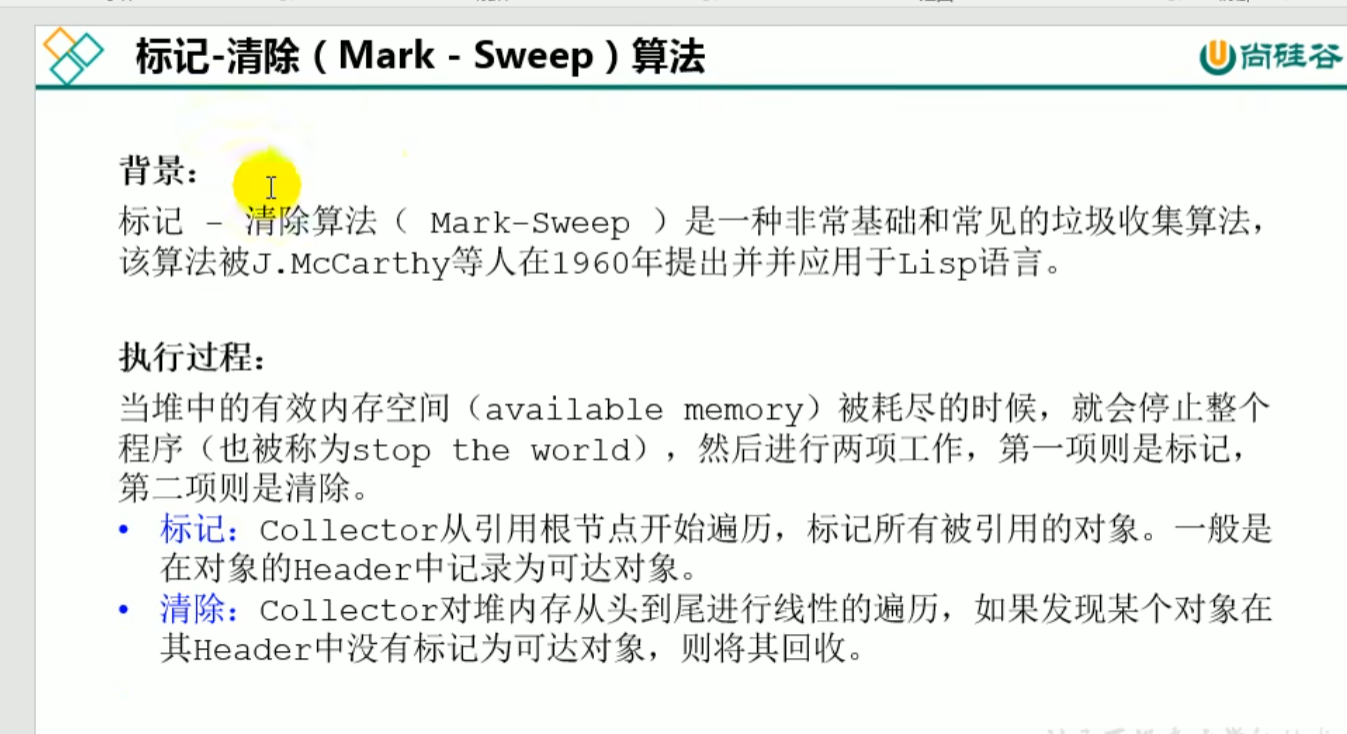 标记-清除（Mark - Sweep）算法
尚硅谷
背景：
标记 - 清除算法（ Mark-Sweep ）是一种非常基础和常见的垃圾收集算法，
该算法被J.McCarthy等人在1960年提出并并应用于Lisp语言。
执行过程：
当堆中的有效内存空间（available memory）被耗尽的时候，就会停止整个
程序（也被称为stop the world），然后进行两项工作，第一项则是标记，
第二项则是清除。
• 标记：Collector从引用根节点开始遍历，标记所有被引用的对象。一般是
在对象的Header中记录为可达对象。
• 清除：Collector对堆内存从头到尾进行线性的遍历，如果发现某个对象在
其Header中没有标记为可达对象，则将其回收。